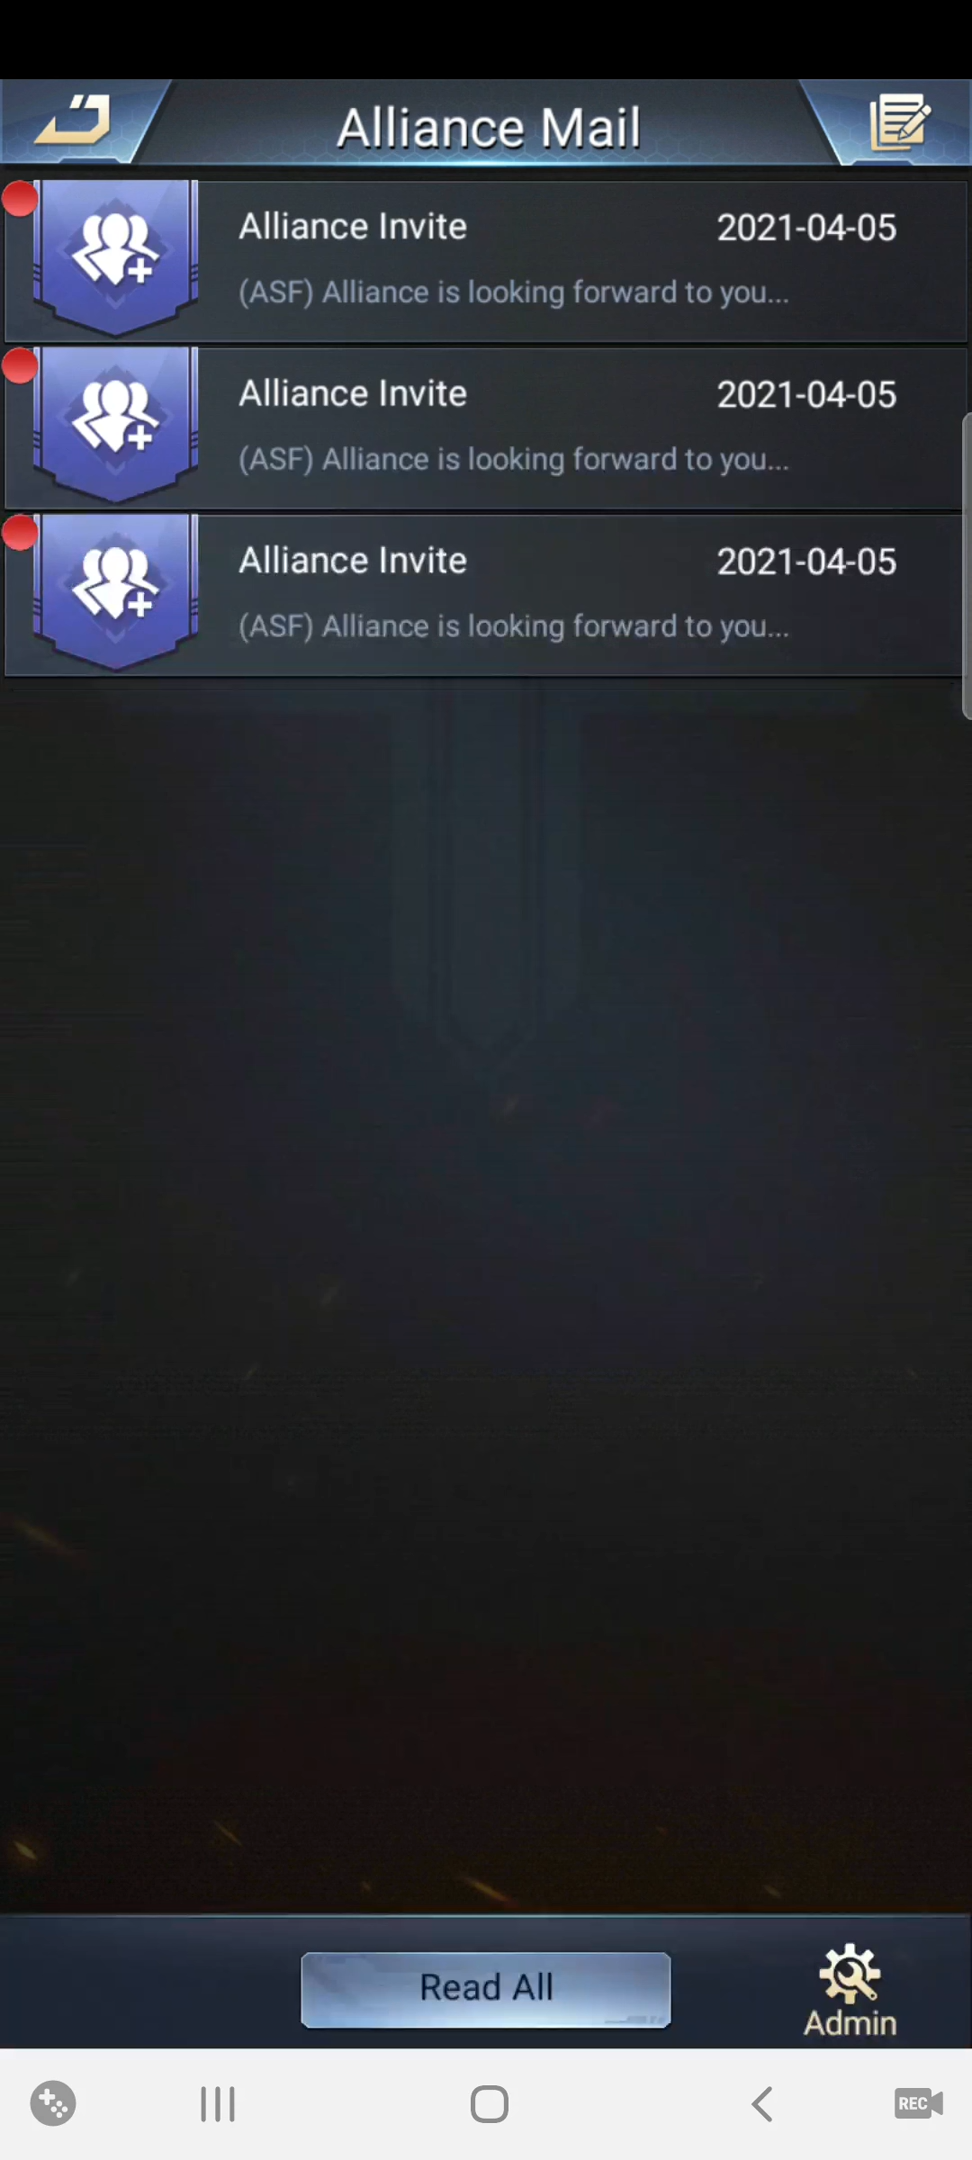 Alliance Mail
Alliance Invite 2021-04-05
(ASF) Alliance is looking forward to you...
Alliance Invite 2021-04-05
(ASF) Alliance is looking forward to you...
Alliance Invite 2021-04-05
(ASF) Alliance is looking forward to you...
Read All
Admin
REC